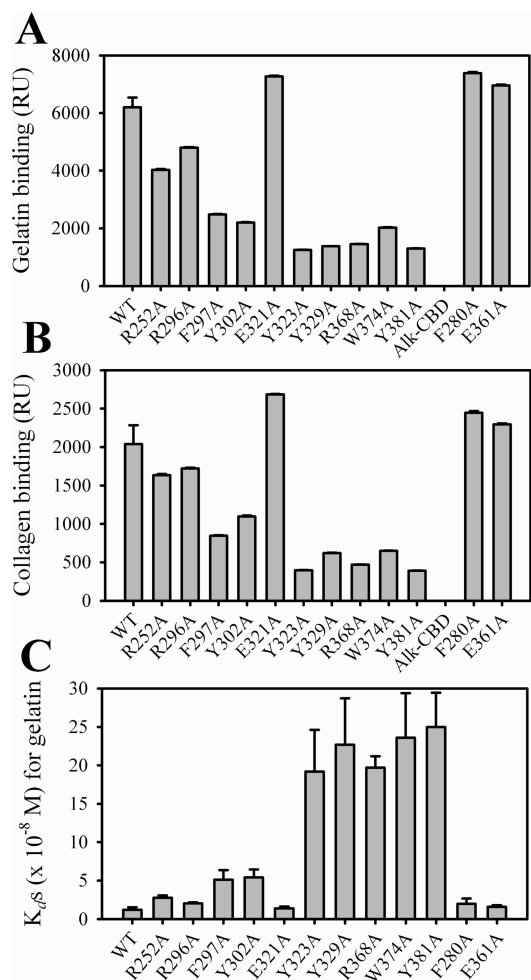 A
Gelatin binding (RU)
8000
6000
4000
2000
0
WT R252A R296A F297A Y302A E321A Y323A Y329A R368A W374A Y381A Alk-CBD F280A E361A
B
Collagen binding (RU)
3000
2500
2000
1500
1000
500
0
WT R252A R296A F297A Y302A E321A Y323A Y329A R368A W374A Y381A Alk-CBD F280A E361A
C
Kds (x 10-8 M) for gelatin
30
25
20
15
10
5
0
WT R252A R296A F297A Y302A E321A Y323A Y329A R368A W374A Y381A F280A E361A